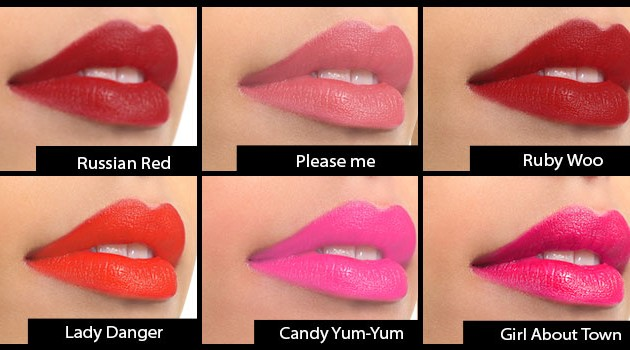 Russian Red
Please me
Ruby Woo
Lady Danger
Candy Yum-Yum
Girl About Town